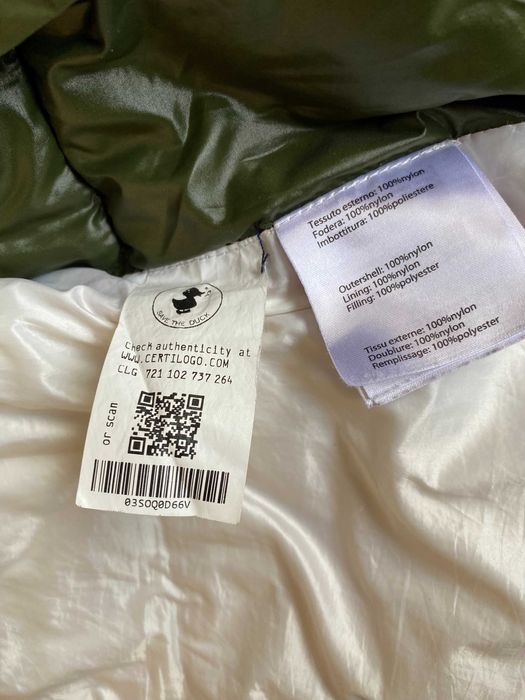 SAVE THE DUCK
Check authenticity at
WWW.CERTILOGO.COM
CLG 721 102 737 264
or scan
03SOQ0D66V
Tessuto esterno: 100%nylon
Fodera: 100%nylon
Imbottitura: 100%poliestere
Outershell: 100%nylon
Lining: 100%nylon
Filling: 100%polyester
Tissu externe: 100%nylon
Doublure: 100%nylon
Remplissage: 100%polyester